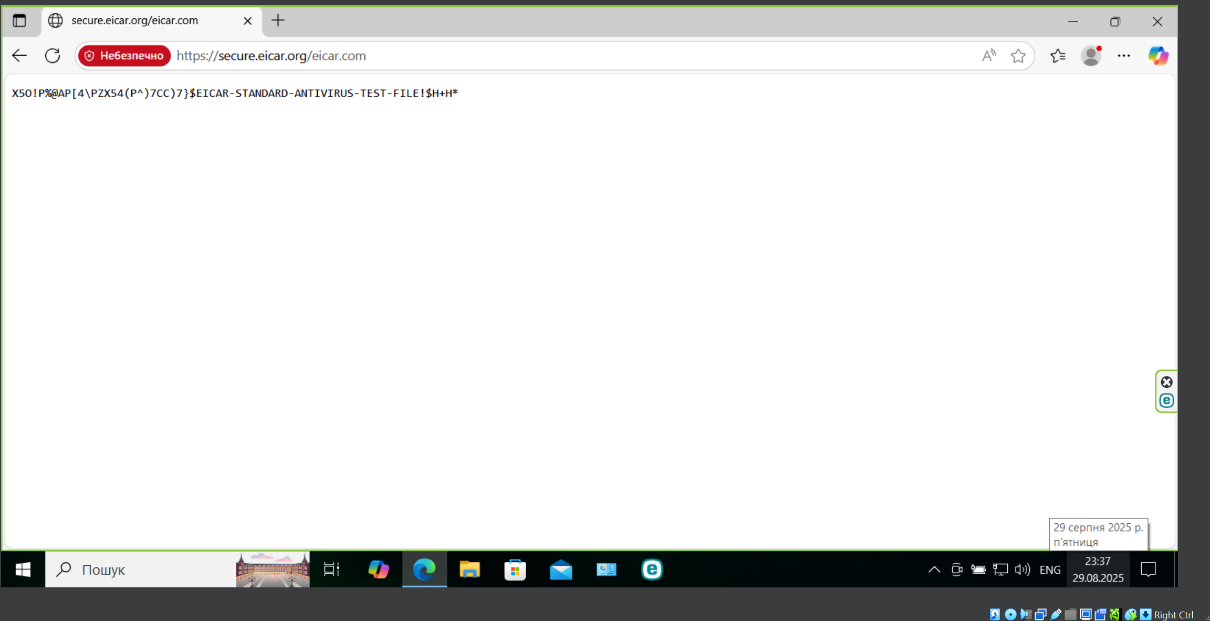 secure.eicar.org/eicar.com
Небезпечно https://secure.eicar.org/eicar.com
X5O!P%@AP[4\PZX54(P^)7CC)7}$EICAR-STANDARD-ANTIVIRUS-TEST-FILE!$H+H*
29 серпня 2025 р.
п'ятниця
Пошук
ENG
23:37
29.08.2025
Right Ctrl